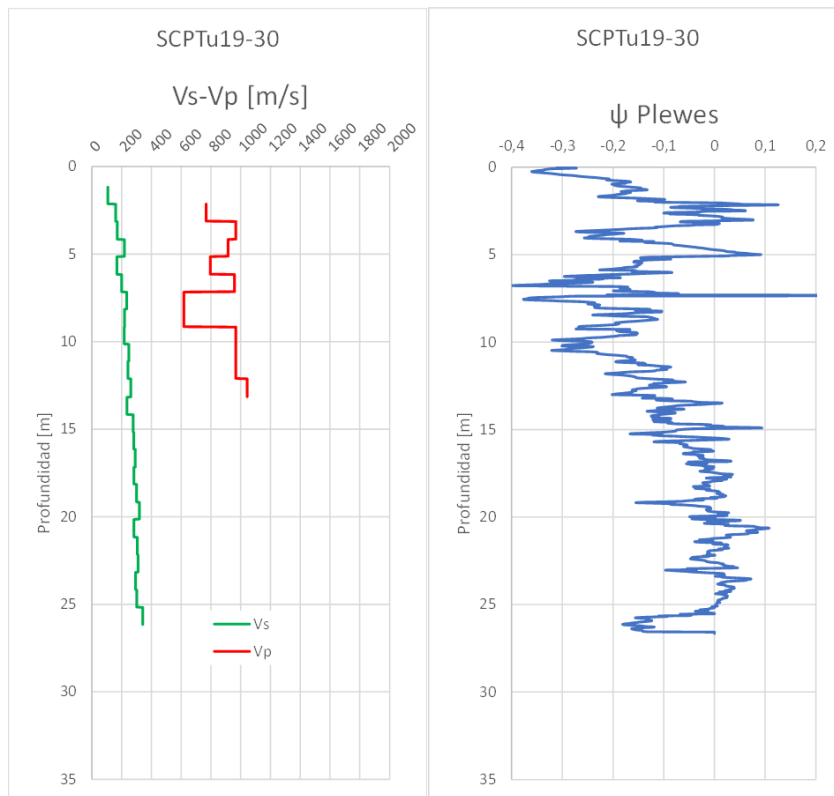 SCPTu19-30
Vs-Vp [m/s]
0 200 400 600 800 1000 1200 1400 1600 1800 2000
0
5
10
15
20
25
30
35
Profundidad [m]
Vs
Vp
SCPTu19-30
ψ Plewes
-0,4 -0,3 -0,2 -0,1 0 0,1 0,2
0
5
10
15
20
25
30
35
Profundidad [m]